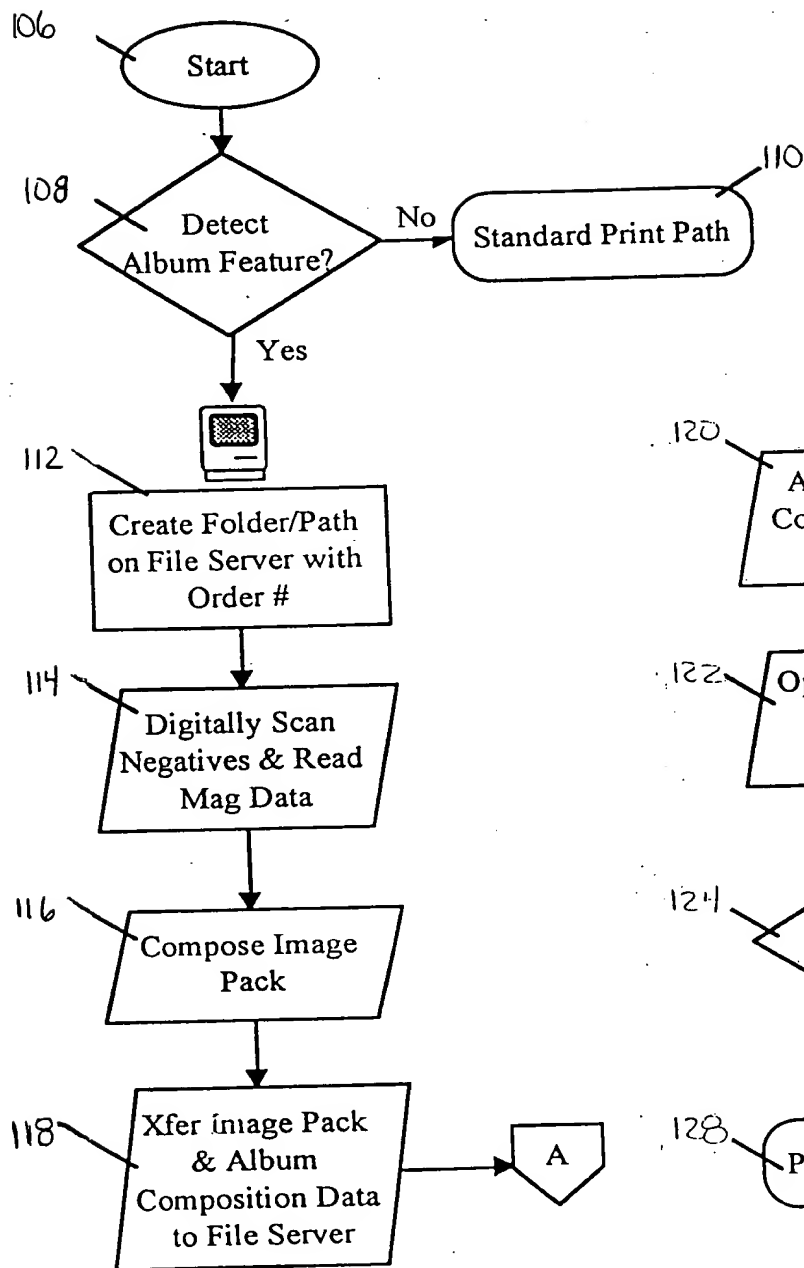 106
Start
108
Detect
Album Feature?
No
110
Standard Print Path
Yes
112
Create Folder/Path
on File Server with
Order #
114
Digitally Scan
Negatives & Read
Mag Data
116
Compose Image
Pack
118
Xfer image Pack
& Album
Composition Data
to File Server
A
120
122
124
128